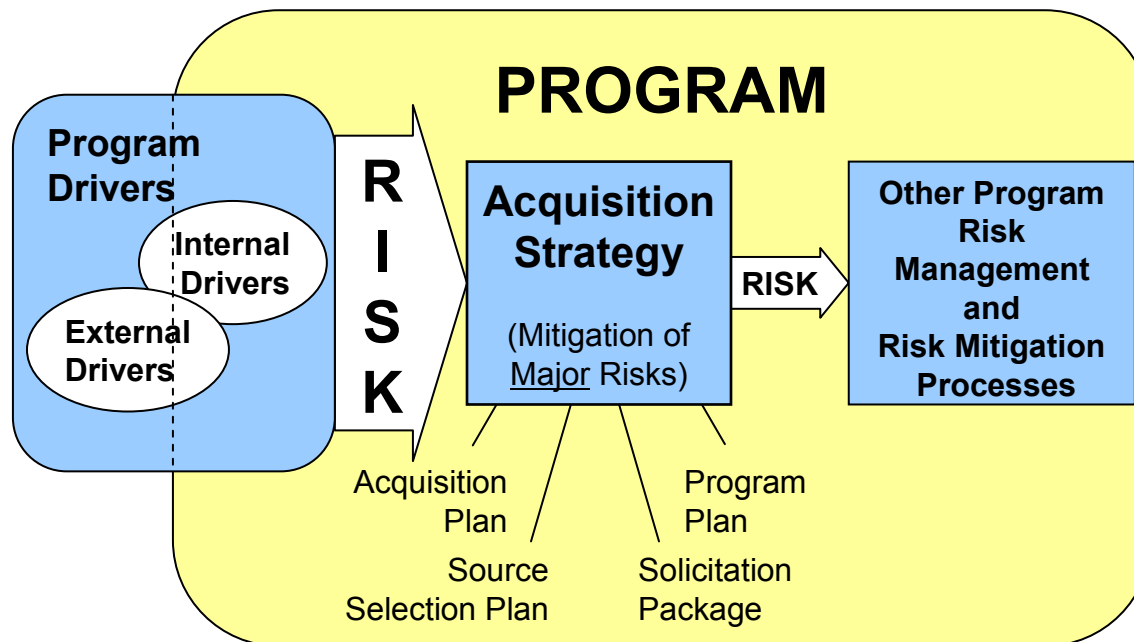 PROGRAM
Program
Drivers
Internal
Drivers
External
Drivers
R
I
S
K
Acquisition
Strategy
(Mitigation of
Major Risks)
RISK
Other Program
Risk
Management
and
Risk Mitigation
Processes
Acquisition
Plan
Source
Selection Plan
Solicitation
Package
Program
Plan